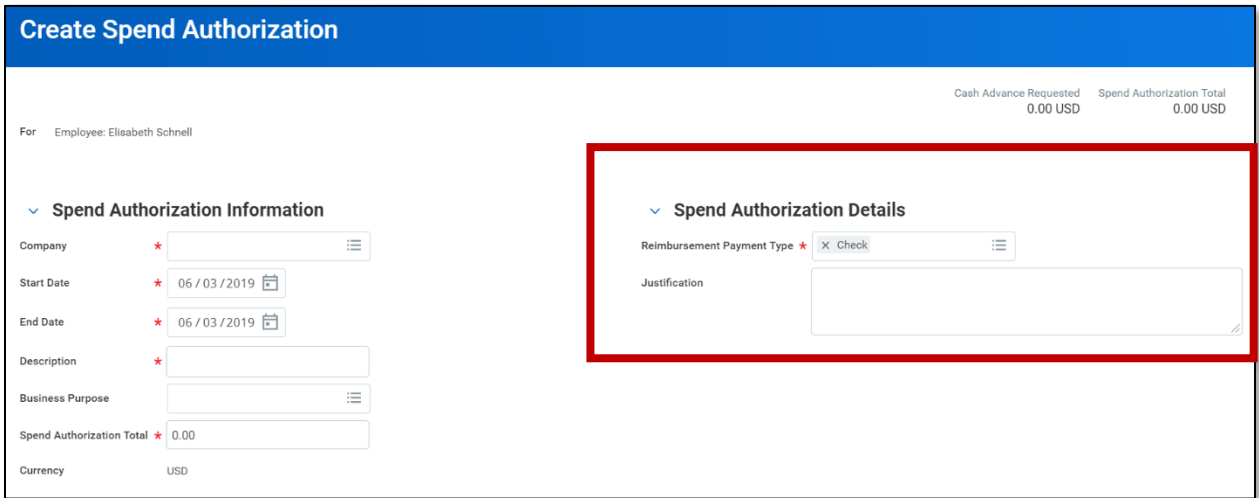 Create Spend Authorization
Cash Advance Requested Spend Authorization Total
0.00 USD 0.00 USD
For Employee: Elisabeth Schnell
Spend Authorization Information
Company *
Start Date * 06 / 03 / 2019
End Date * 06 / 03 / 2019
Description *
Business Purpose
Spend Authorization Total * 0.00
Currency USD
Spend Authorization Details
Reimbursement Payment Type * × Check
Justification